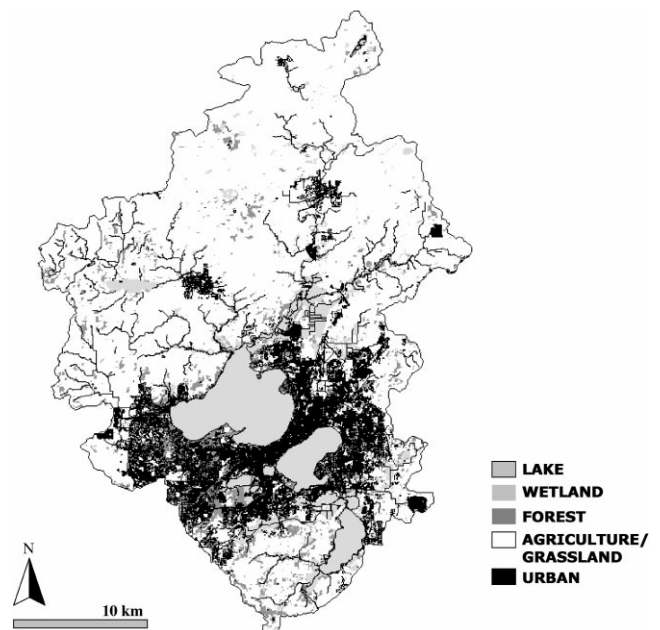 LAKE
WETLAND
FOREST
AGRICULTURE/
GRASSLAND
URBAN
N
10 km